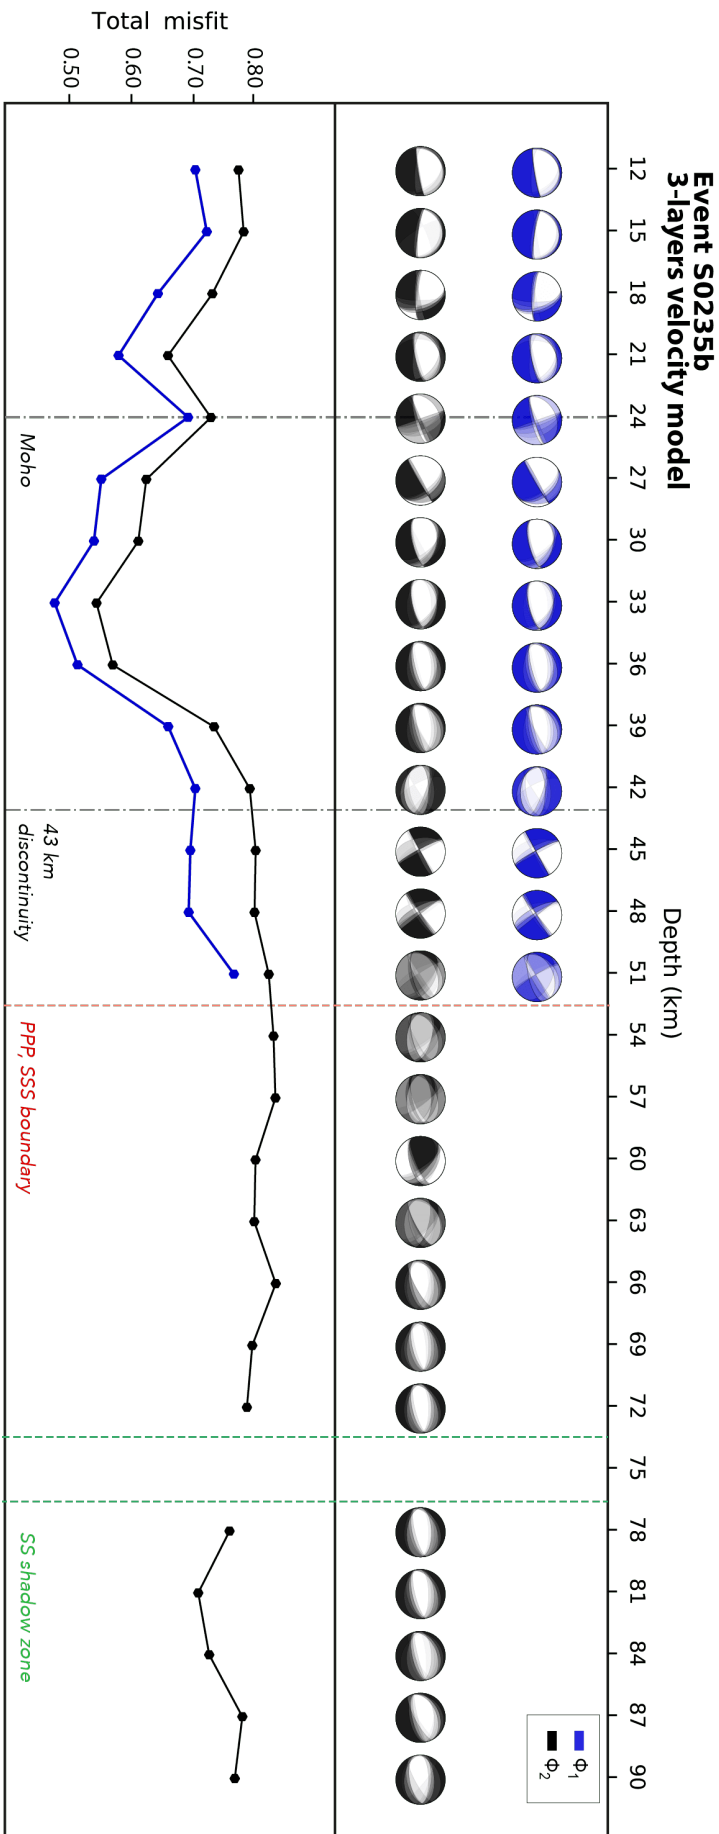 Event S0235b
3-layers velocity model
Depth (km)
12
15
18
21
24
27
30
33
36
39
42
45
48
51
54
57
60
63
66
69
72
75
78
81
84
87
90
Φ1
Φ2
Total misfit
0.80
0.70
0.60
0.50
Moho
43 km
discontinuity
PPP, SSS boundary
SS shadow zone